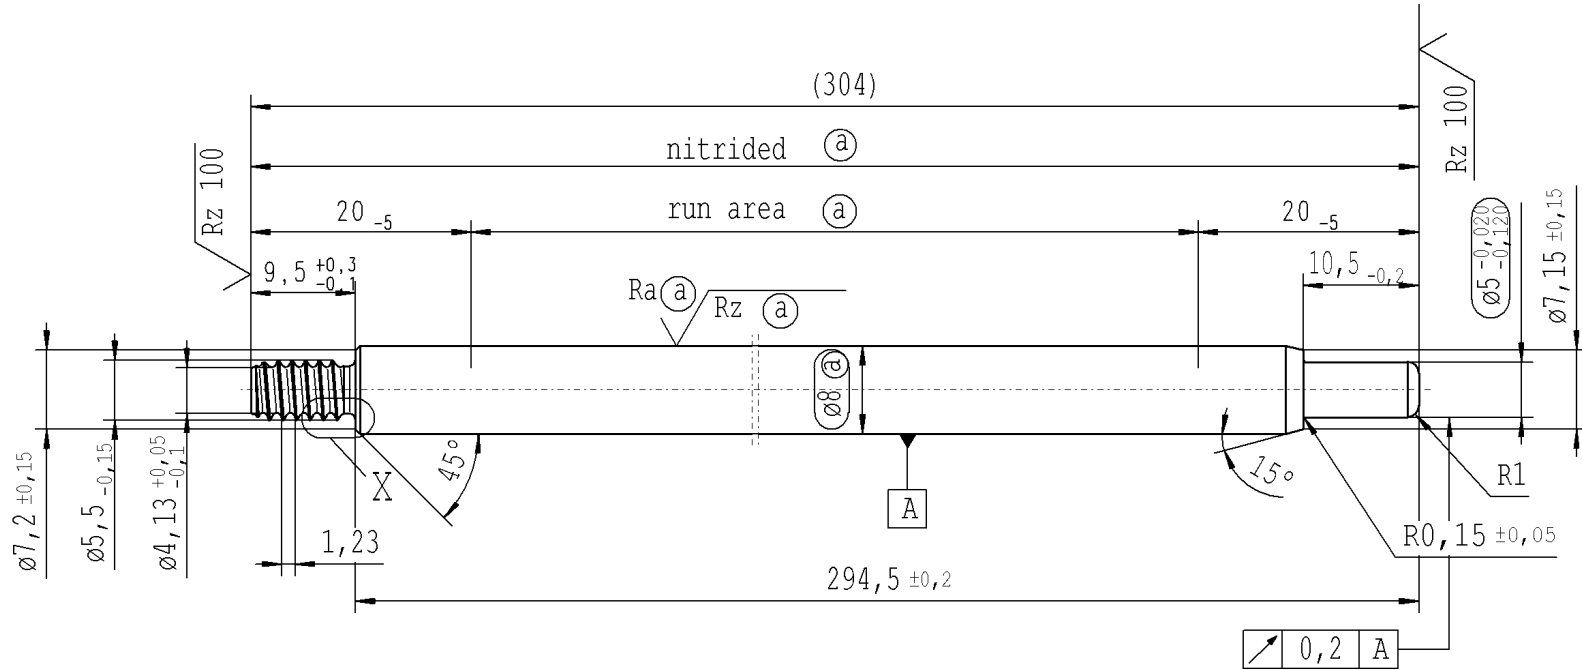 (304)
nitrided a
Rz 100
Rz 100
20 -5
run area a
20 -5
9,5 +0,3 -0,1
10,5 -0,2
ø5 -0,020 -0,120
ø7,15 ±0,15
Ra a
Rz a
ø8 a
ø7,2 ±0,15
ø5,5 -0,15
ø4,13 +0,05 -0,1
X
45°
15°
A
R1
1,23
R0,15 ±0,05
294,5 ±0,2
0,2 A